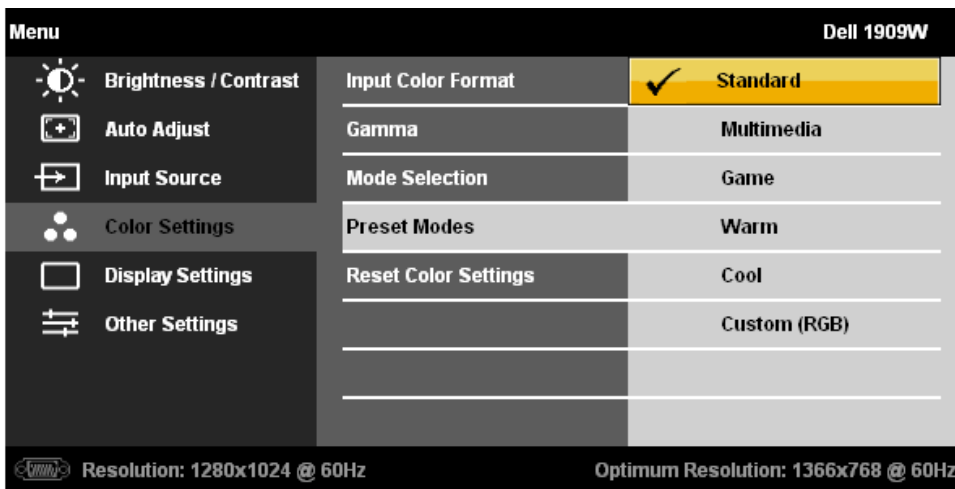 Menu
Dell 1909W
Brightness / Contrast
Auto Adjust
Input Source
Color Settings
Display Settings
Other Settings
Input Color Format
Gamma
Mode Selection
Preset Modes
Reset Color Settings
Standard
Multimedia
Game
Warm
Cool
Custom (RGB)
Resolution: 1280x1024 @ 60Hz
Optimum Resolution: 1366x768 @ 60Hz